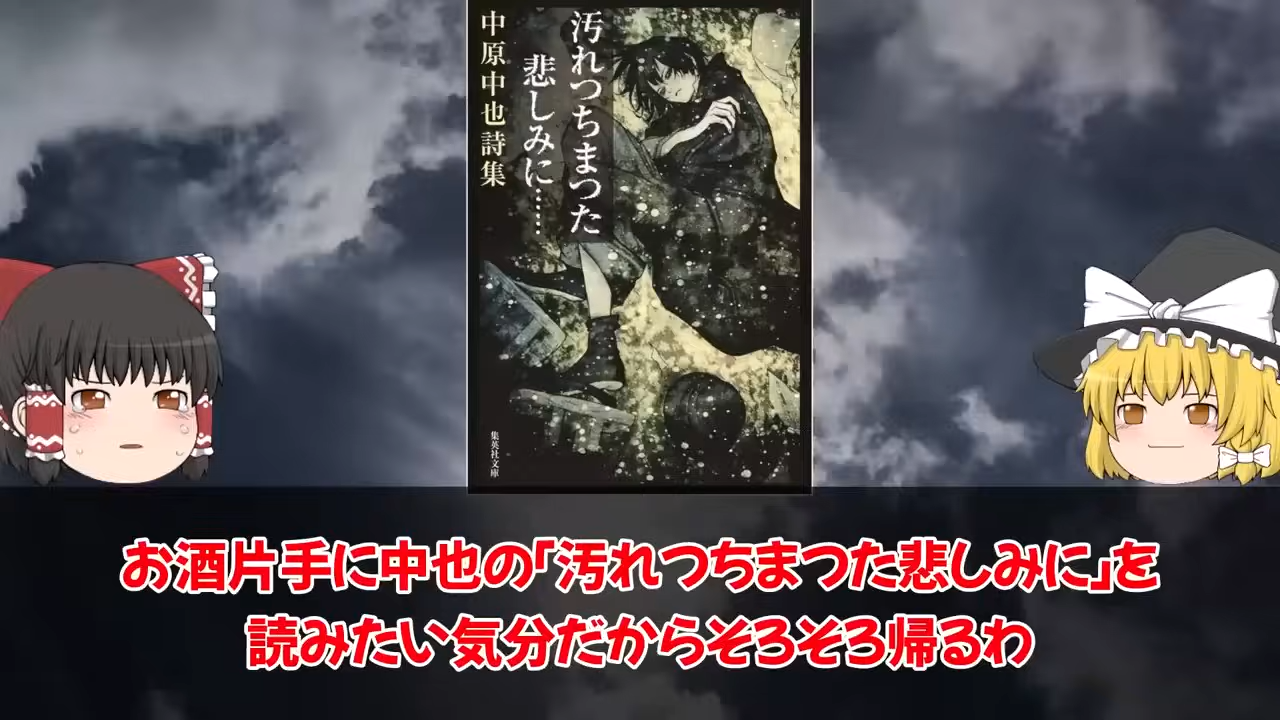 汚れつちまつた
悲しみに……
中原中也詩集
集英社文庫
お酒片手に中也の「汚れつちまつた悲しみに」を
読みたい気分だからそろそろ帰るわ